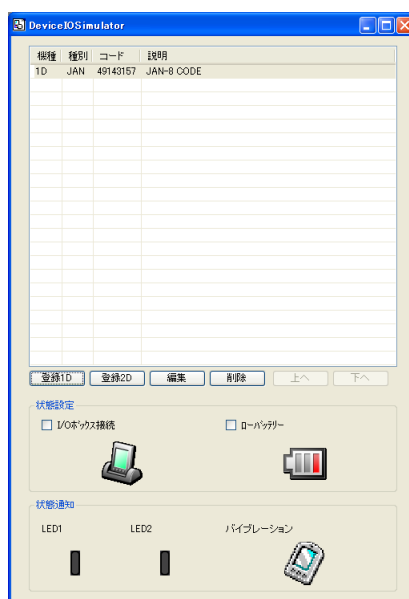 DeviceIOSimulator
機種 種別 コード 説明
1D JAN 49143157 JAN-8 CODE
登録1D 登録2D 編集 削除 上へ 下へ
状態設定
I/Oボックス接続 ローバッテリー
状態通知
LED1 LED2 バイブレーション